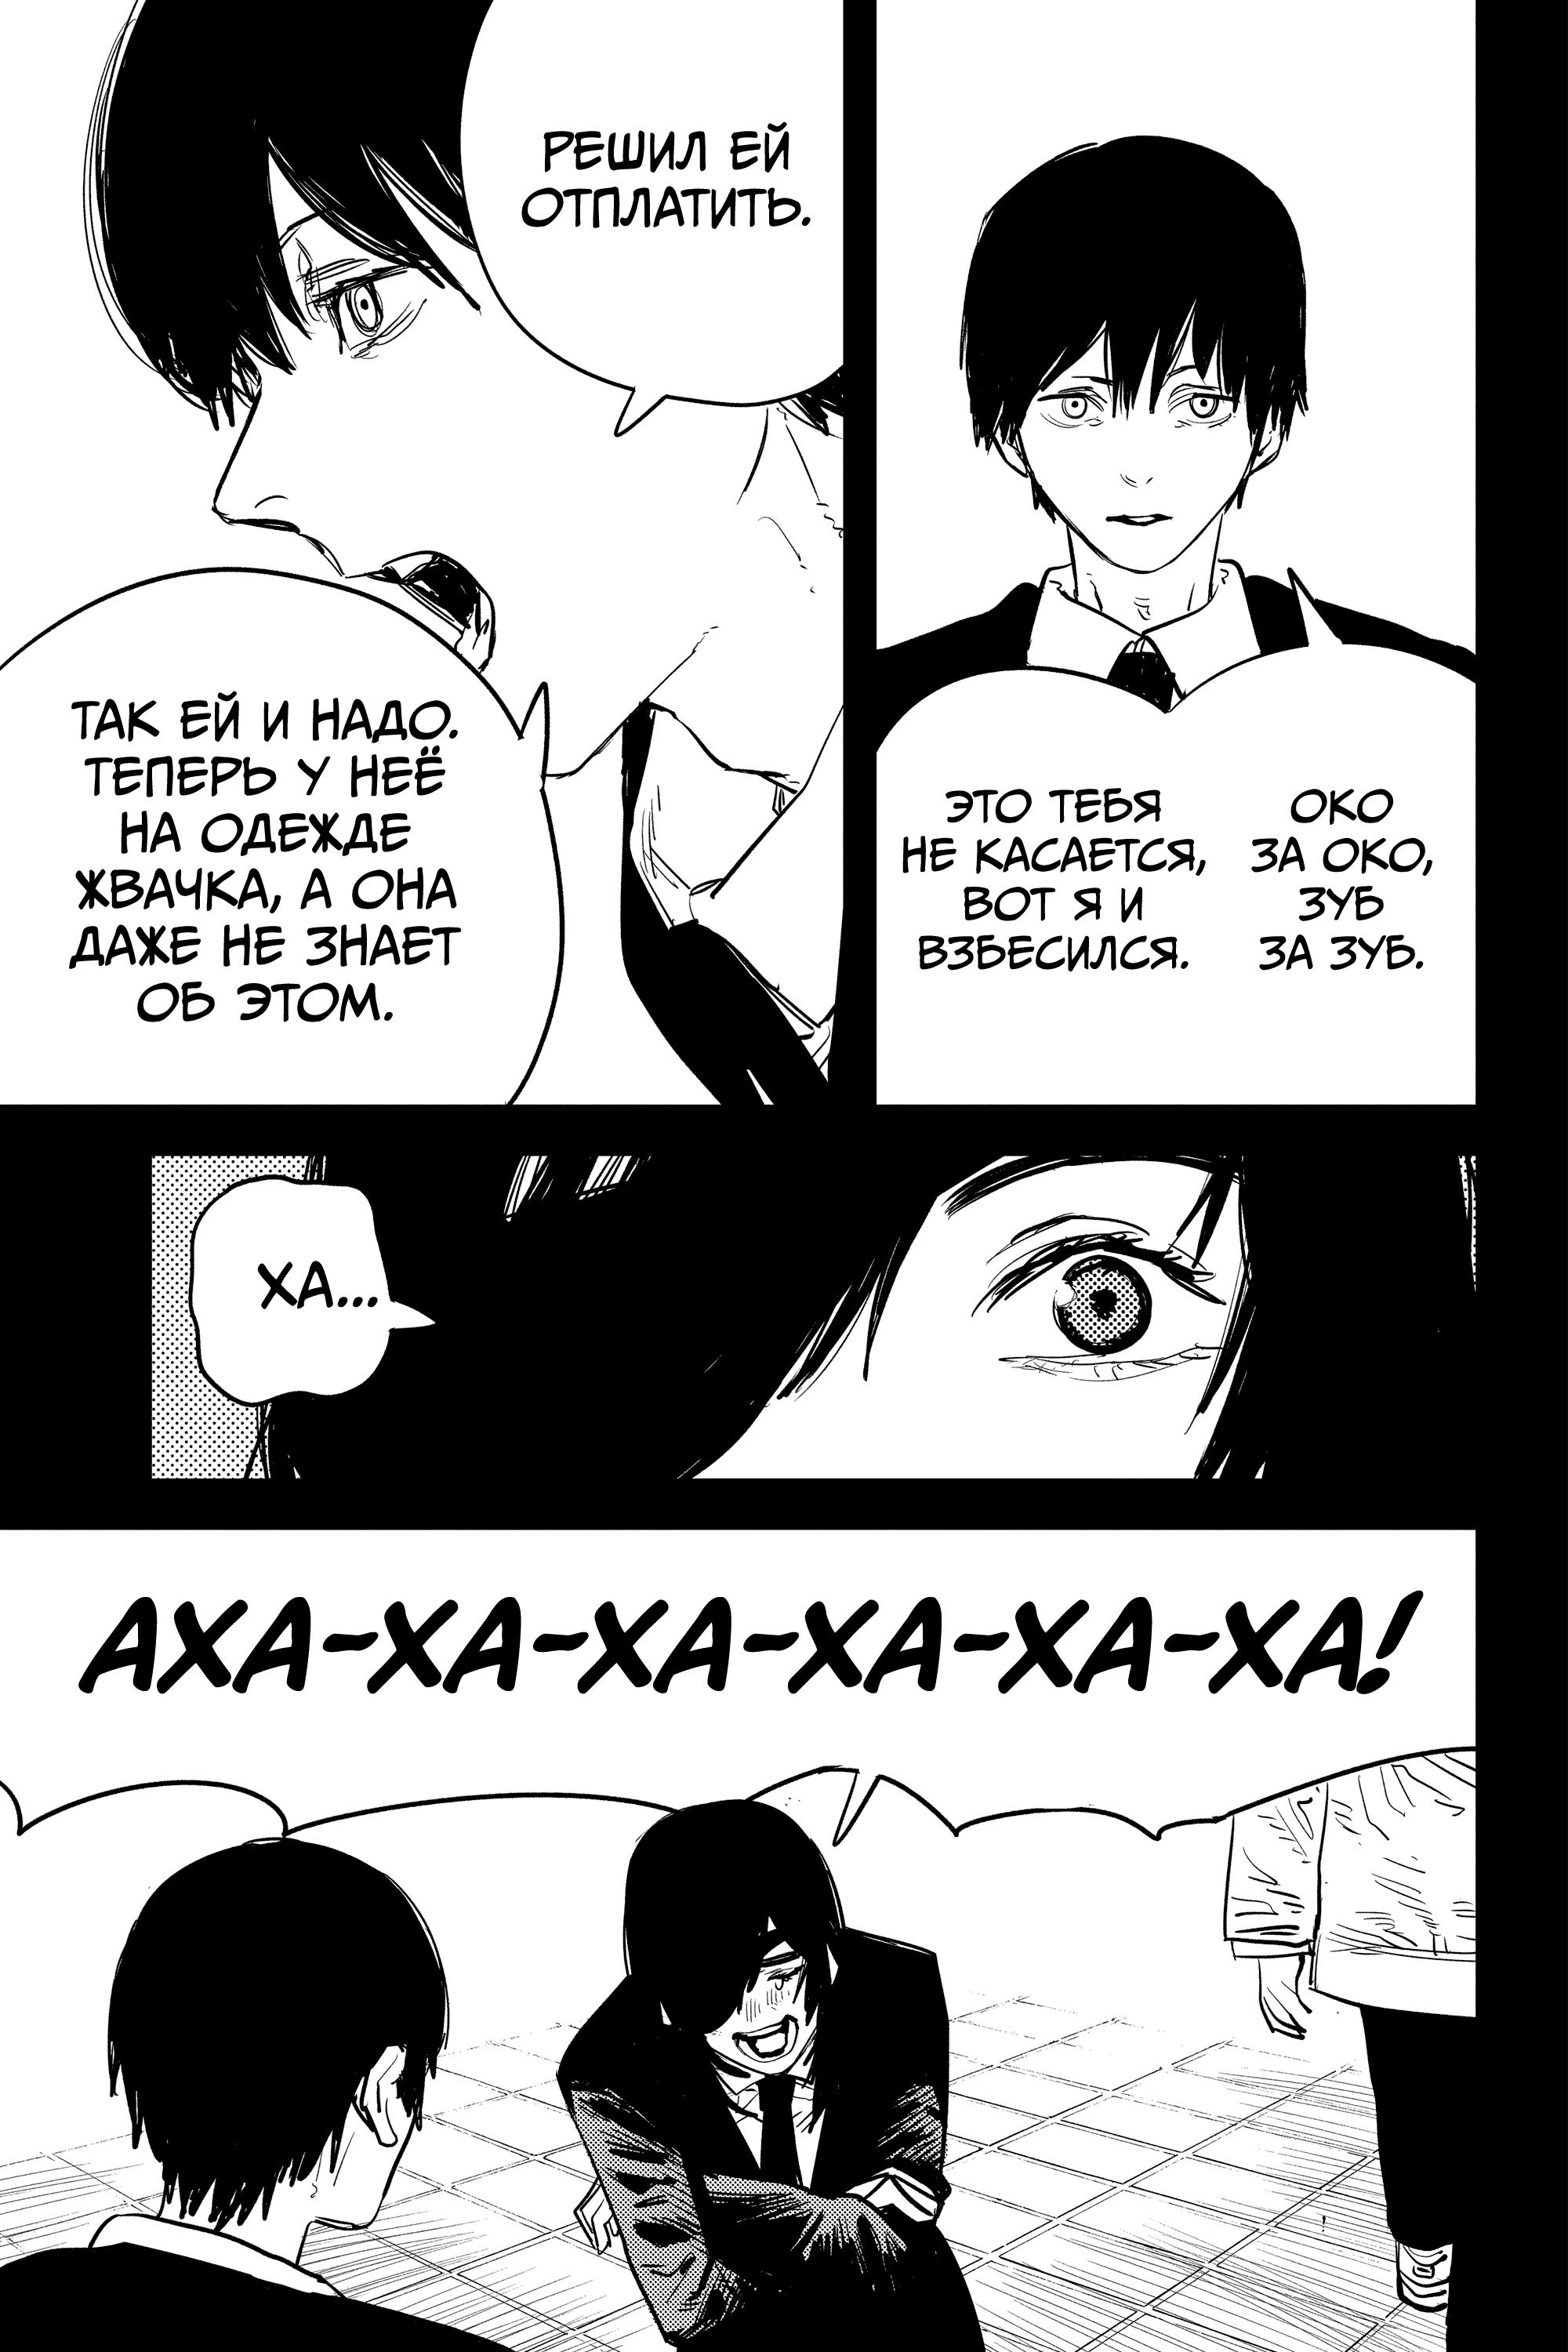 ОКО
ЗА ОКО,
ЗУБ
ЗА ЗУБ.
ЭТО ТЕБЯ
НЕ КАСАЕТСЯ,
ВОТ Я И
ВЗБЕСИЛСЯ.
РЕШИЛ ЕЙ
ОТПЛАТИТЬ.
ТАК ЕЙ И НАДО.
ТЕПЕРЬ У НЕЁ
НА ОДЕЖДЕ
ЖВАЧКА, А ОНА
ДАЖЕ НЕ ЗНАЕТ
ОБ ЭТОМ.
ХА...
АХА-ХА-ХА-ХА-ХА-ХА!